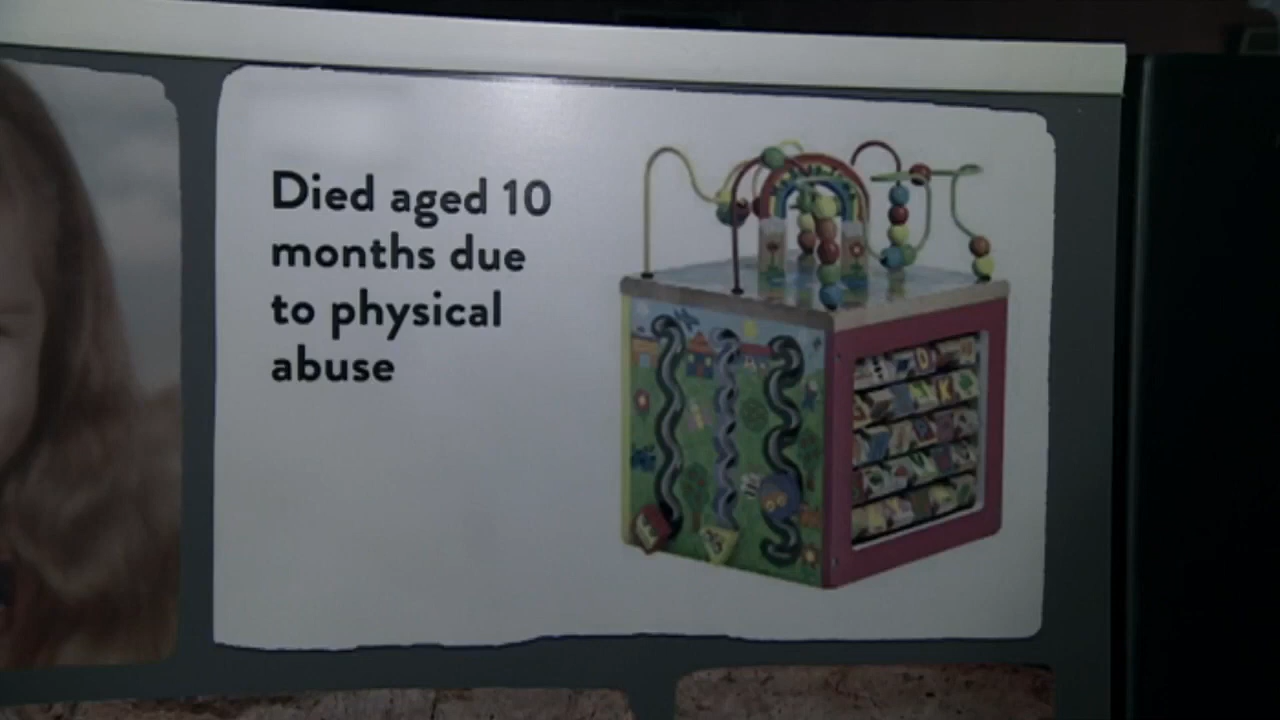 Died aged 10
months due
to physical
abuse